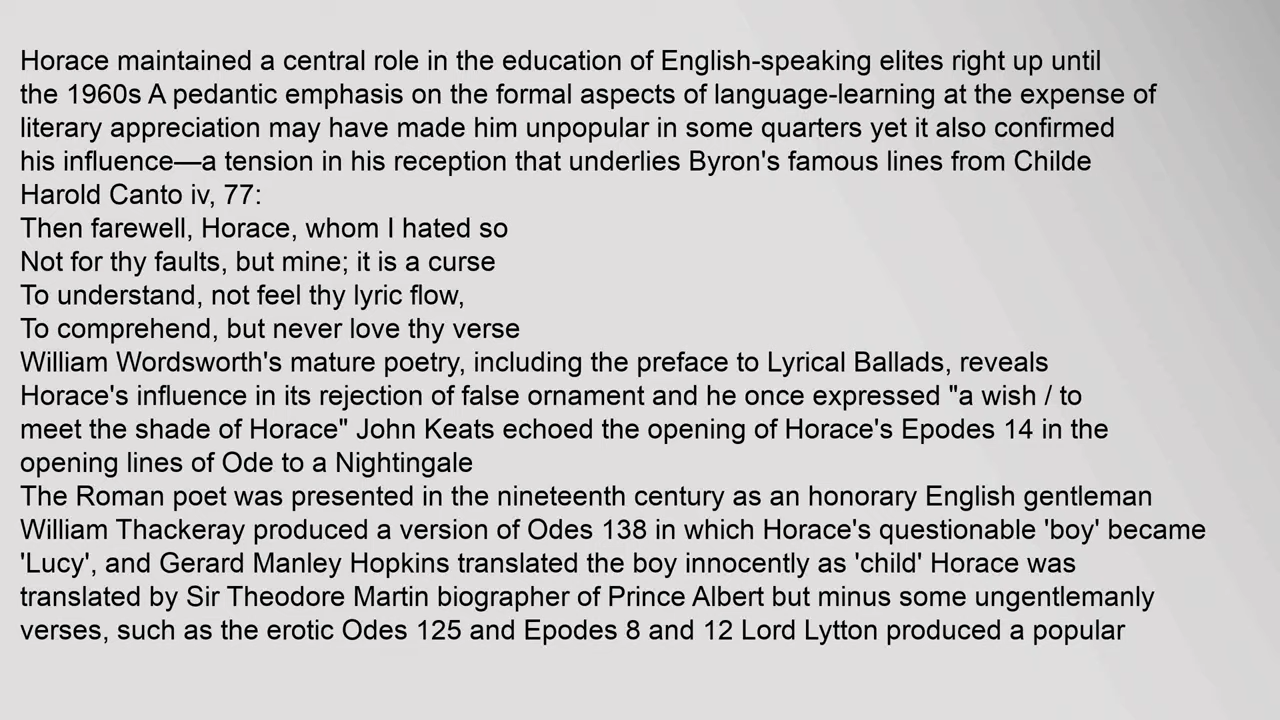 Horace maintained a central role in the education of English-speaking elites right up until
the 1960s A pedantic emphasis on the formal aspects of language-learning at the expense of
literary appreciation may have made him unpopular in some quarters yet it also confirmed
his influence—a tension in his reception that underlies Byron's famous lines from Childe
Harold Canto iv, 77:
Then farewell, Horace, whom I hated so
Not for thy faults, but mine; it is a curse
To understand, not feel thy lyric flow,
To comprehend, but never love thy verse
William Wordsworth's mature poetry, including the preface to Lyrical Ballads, reveals
Horace's influence in its rejection of false ornament and he once expressed "a wish / to
meet the shade of Horace" John Keats echoed the opening of Horace's Epodes 14 in the
opening lines of Ode to a Nightingale
The Roman poet was presented in the nineteenth century as an honorary English gentleman
William Thackeray produced a version of Odes 138 in which Horace's questionable 'boy' became
'Lucy', and Gerard Manley Hopkins translated the boy innocently as 'child' Horace was
translated by Sir Theodore Martin biographer of Prince Albert but minus some ungentlemanly
verses, such as the erotic Odes 125 and Epodes 8 and 12 Lord Lytton produced a popular